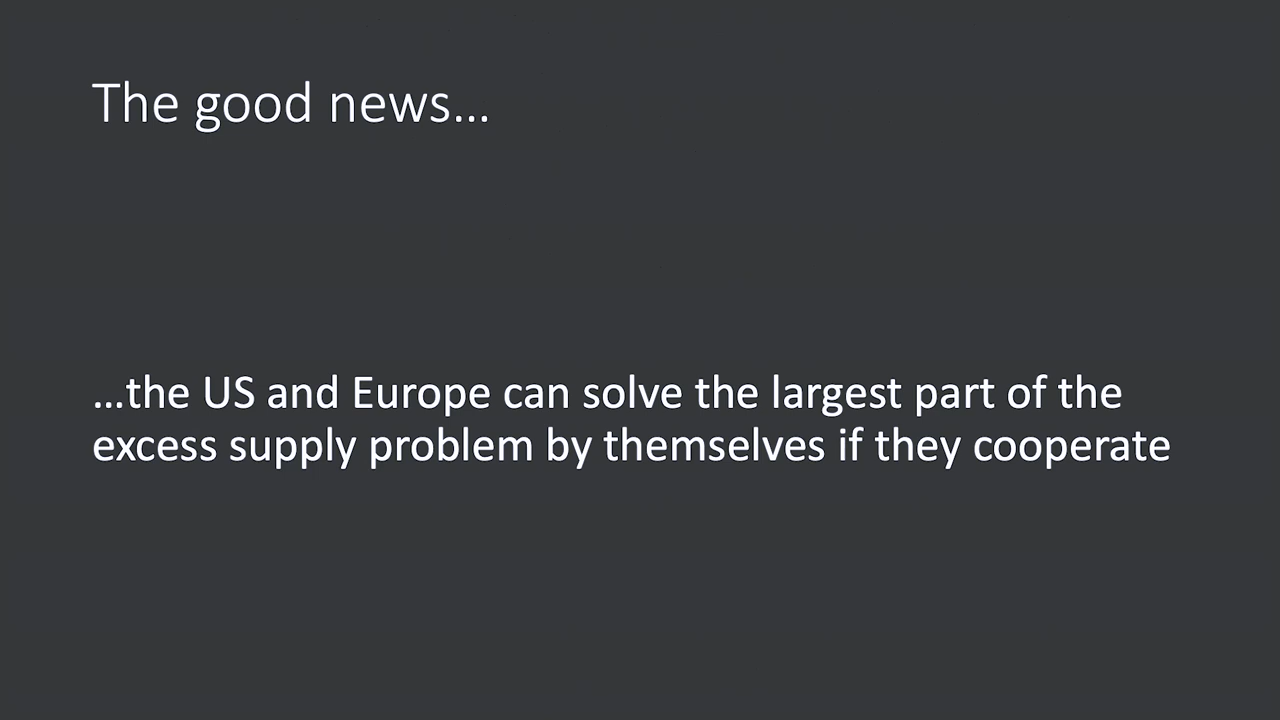 The good news…
…the US and Europe can solve the largest part of the
excess supply problem by themselves if they cooperate